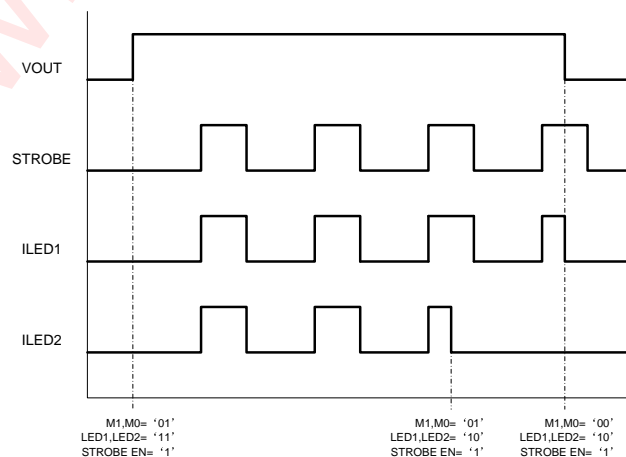 VOUT
STROBE
ILED1
ILED2
M1,M0= ‘01’
LED1,LED2= ‘11’
STROBE EN= ‘1’
M1,M0= ‘01’
LED1,LED2= ‘10’
STROBE EN= ‘1’
M1,M0= ‘00’
LED1,LED2= ‘10’
STROBE EN= ‘1’